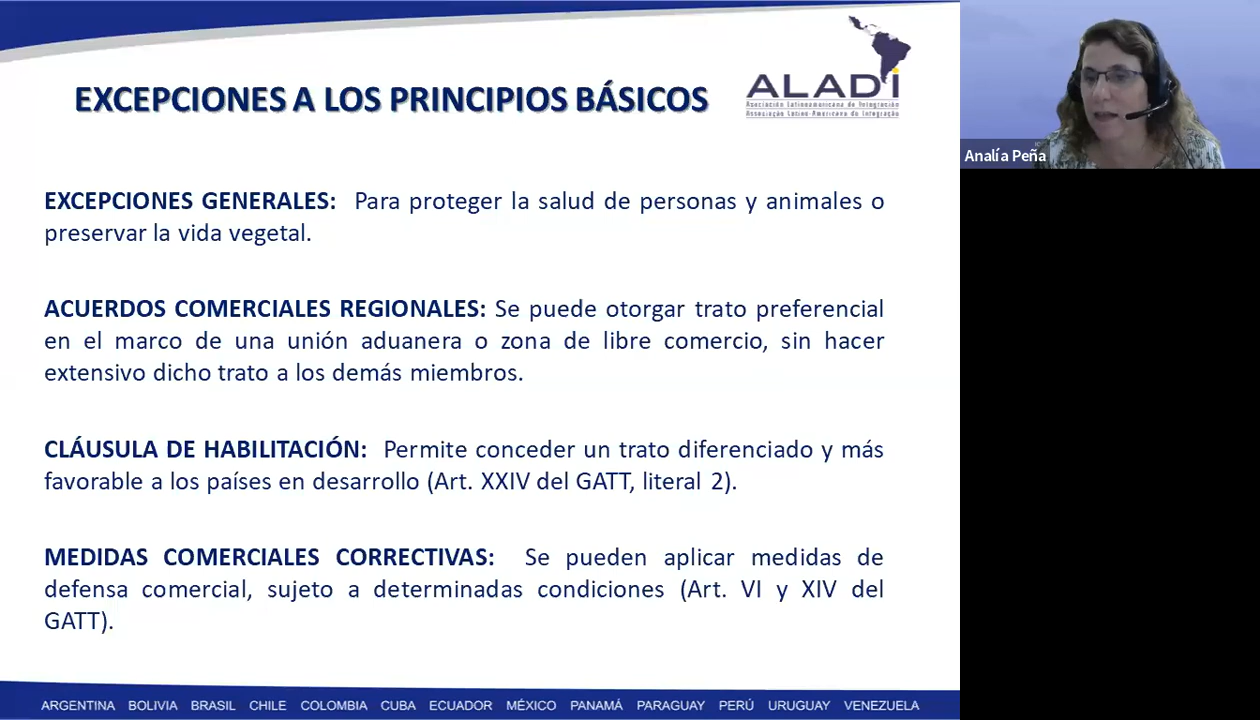 EXCEPCIONES A LOS PRINCIPIOS BÁSICOS
ALADI
Asociación Latinoamericana de Integración
Associação Latino-Americana de Integração
Analía Peña
EXCEPCIONES GENERALES: Para proteger la salud de personas y animales o
preservar la vida vegetal.
ACUERDOS COMERCIALES REGIONALES: Se puede otorgar trato preferencial
en el marco de una unión aduanera o zona de libre comercio, sin hacer
extensivo dicho trato a los demás miembros.
CLÁUSULA DE HABILITACIÓN: Permite conceder un trato diferenciado y más
favorable a los países en desarrollo (Art. XXIV del GATT, literal 2).
MEDIDAS COMERCIALES CORRECTIVAS: Se pueden aplicar medidas de
defensa comercial, sujeto a determinadas condiciones (Art. VI y XIV del
GATT).
ARGENTINA BOLIVIA BRASIL CHILE COLOMBIA CUBA ECUADOR MÉXICO PANAMÁ PARAGUAY PERÚ URUGUAY VENEZUELA